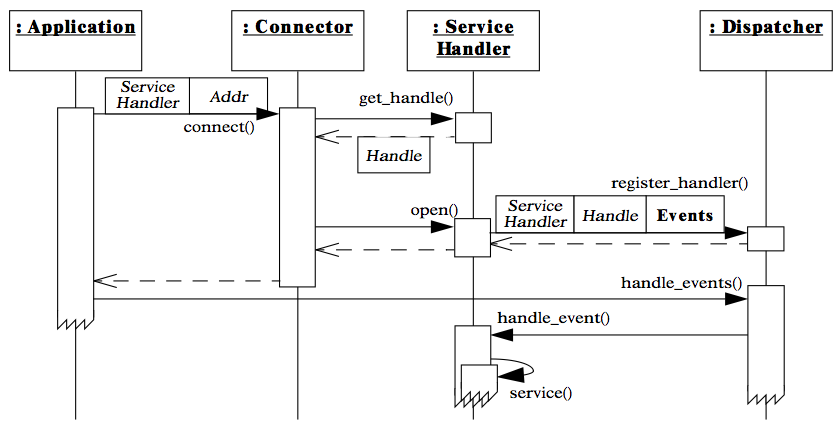 : Application
: Connector
: Service
Handler
: Dispatcher
Service
Handler
Addr
connect()
get_handle()
Handle
register_handler()
open()
Service
Handler
Handle
Events
handle_events()
handle_event()
service()